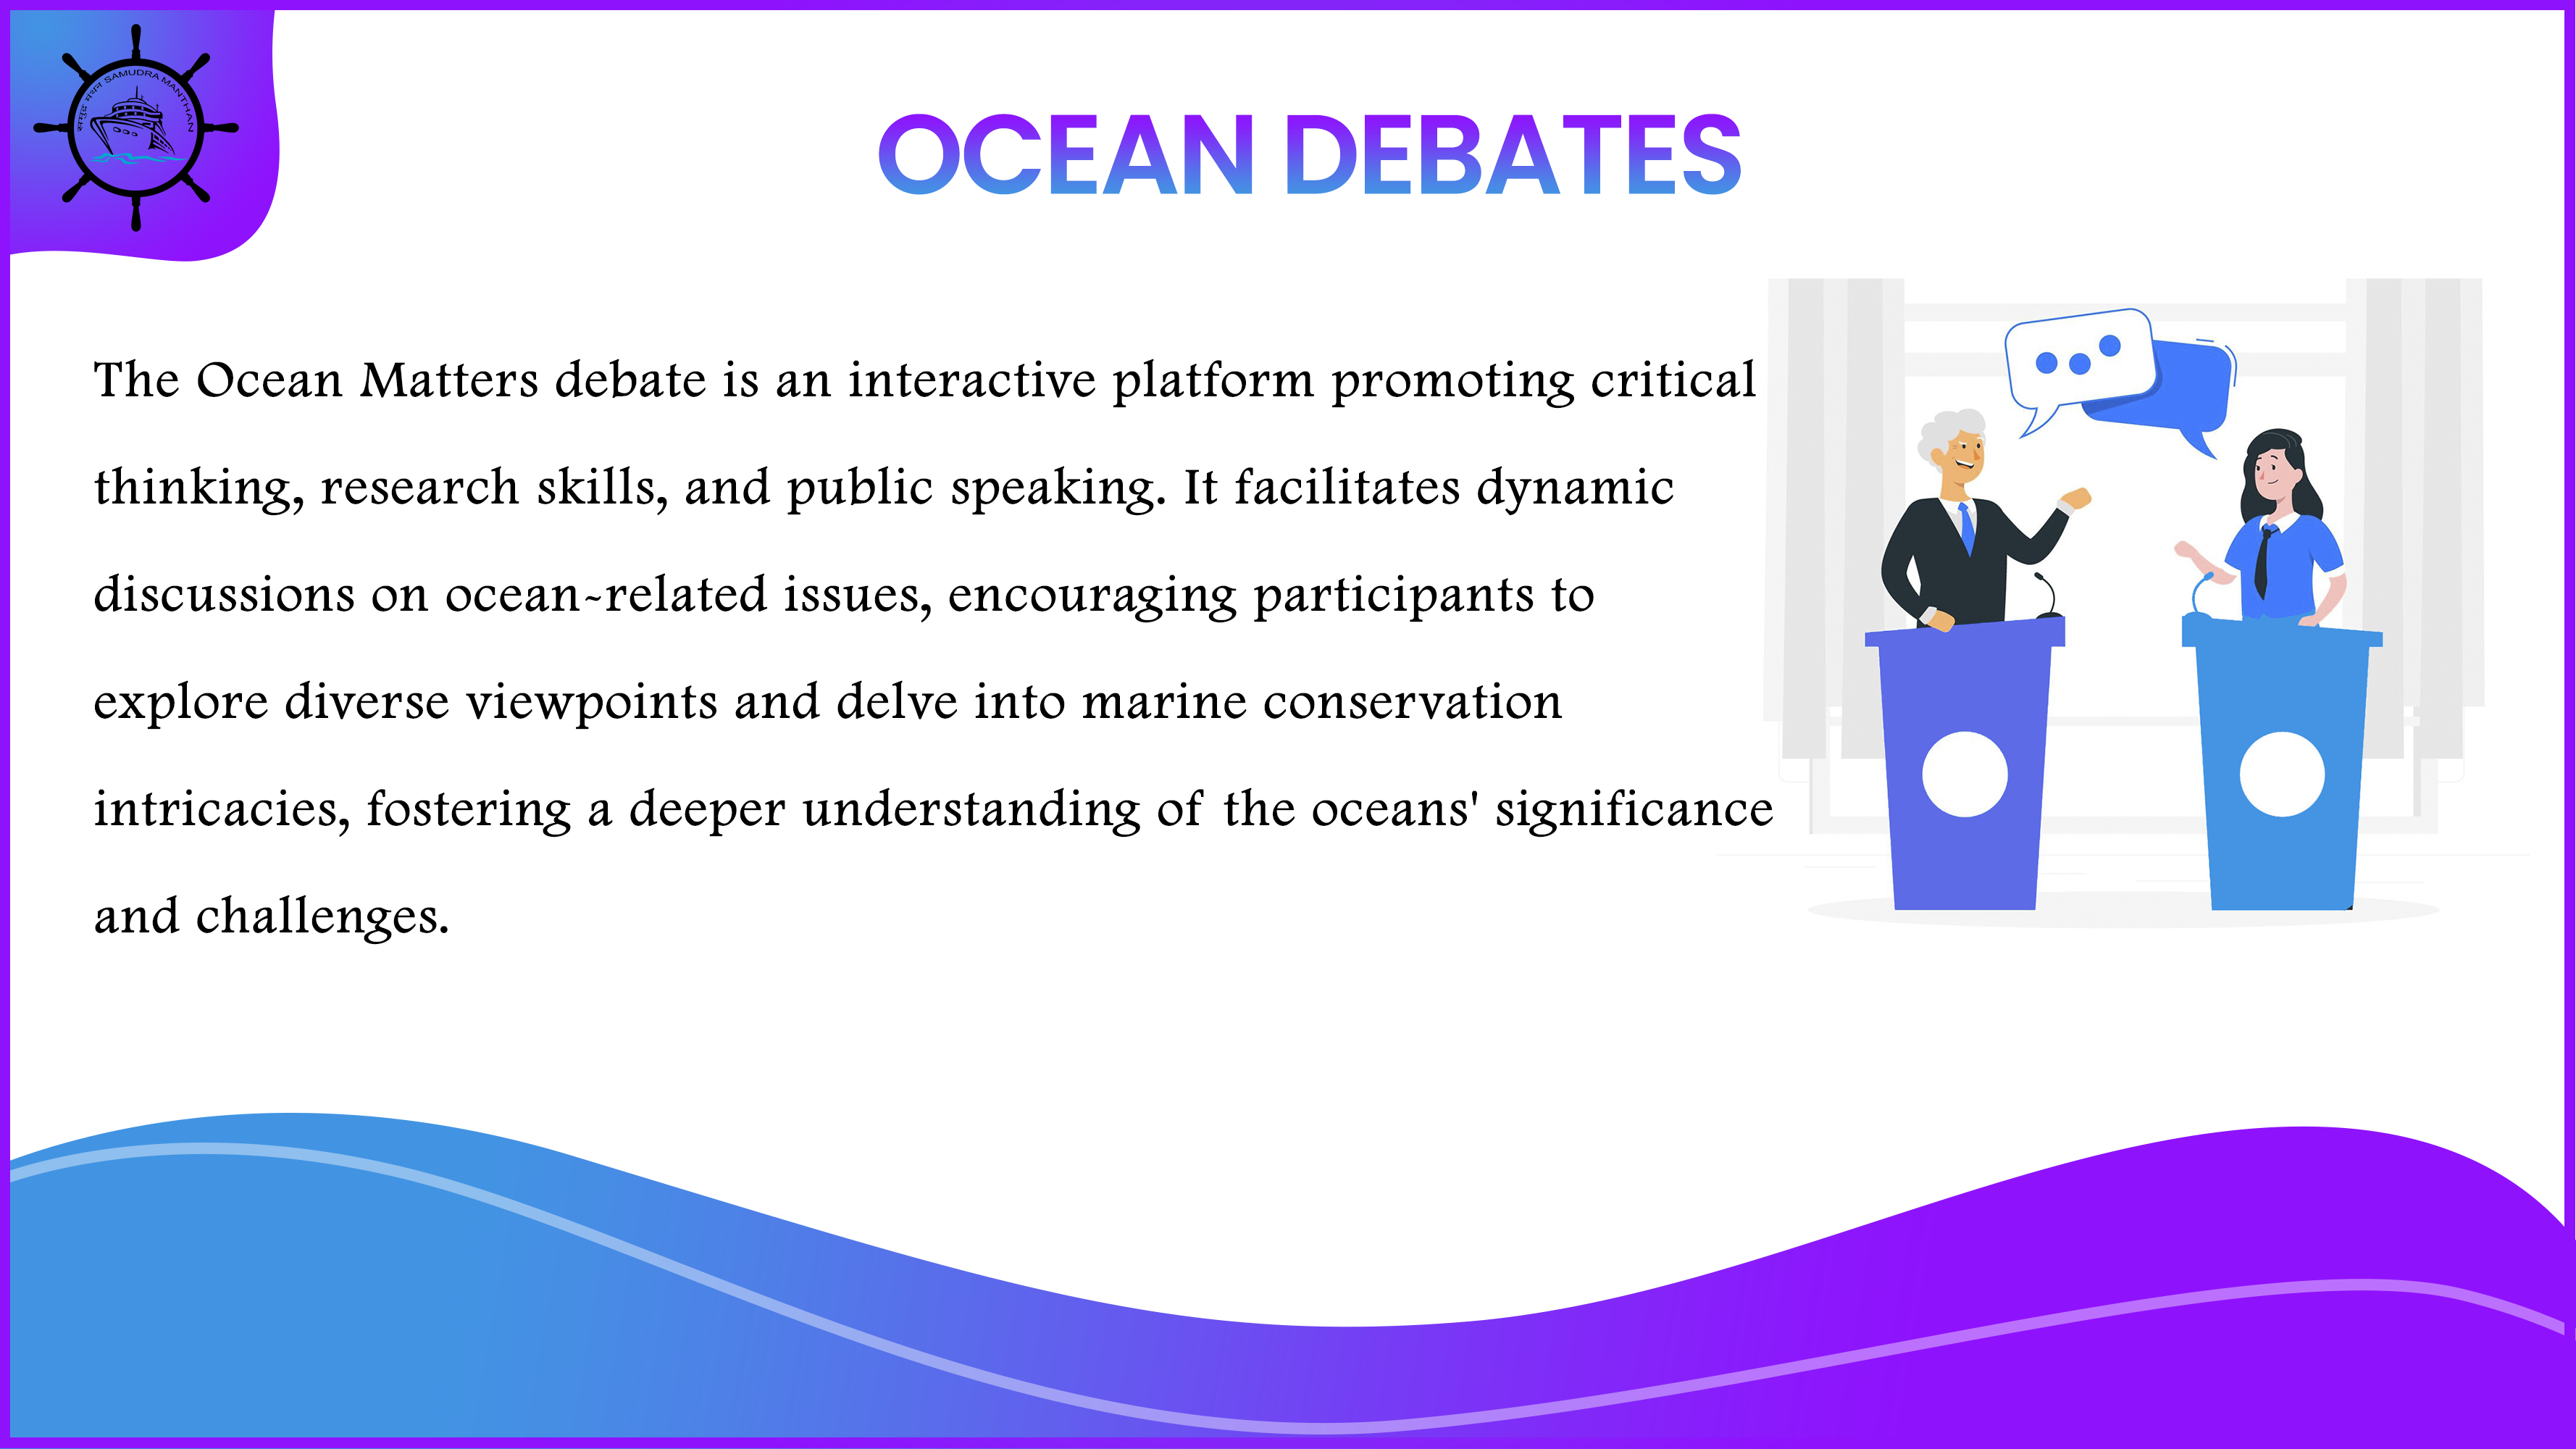 समुद्र मंथन SAMUDRA MANTHAN
OCEAN DEBATES
The Ocean Matters debate is an interactive platform promoting critical
thinking, research skills, and public speaking. It facilitates dynamic
discussions on ocean-related issues, encouraging participants to
explore diverse viewpoints and delve into marine conservation
intricacies, fostering a deeper understanding of the oceans' significance
and challenges.